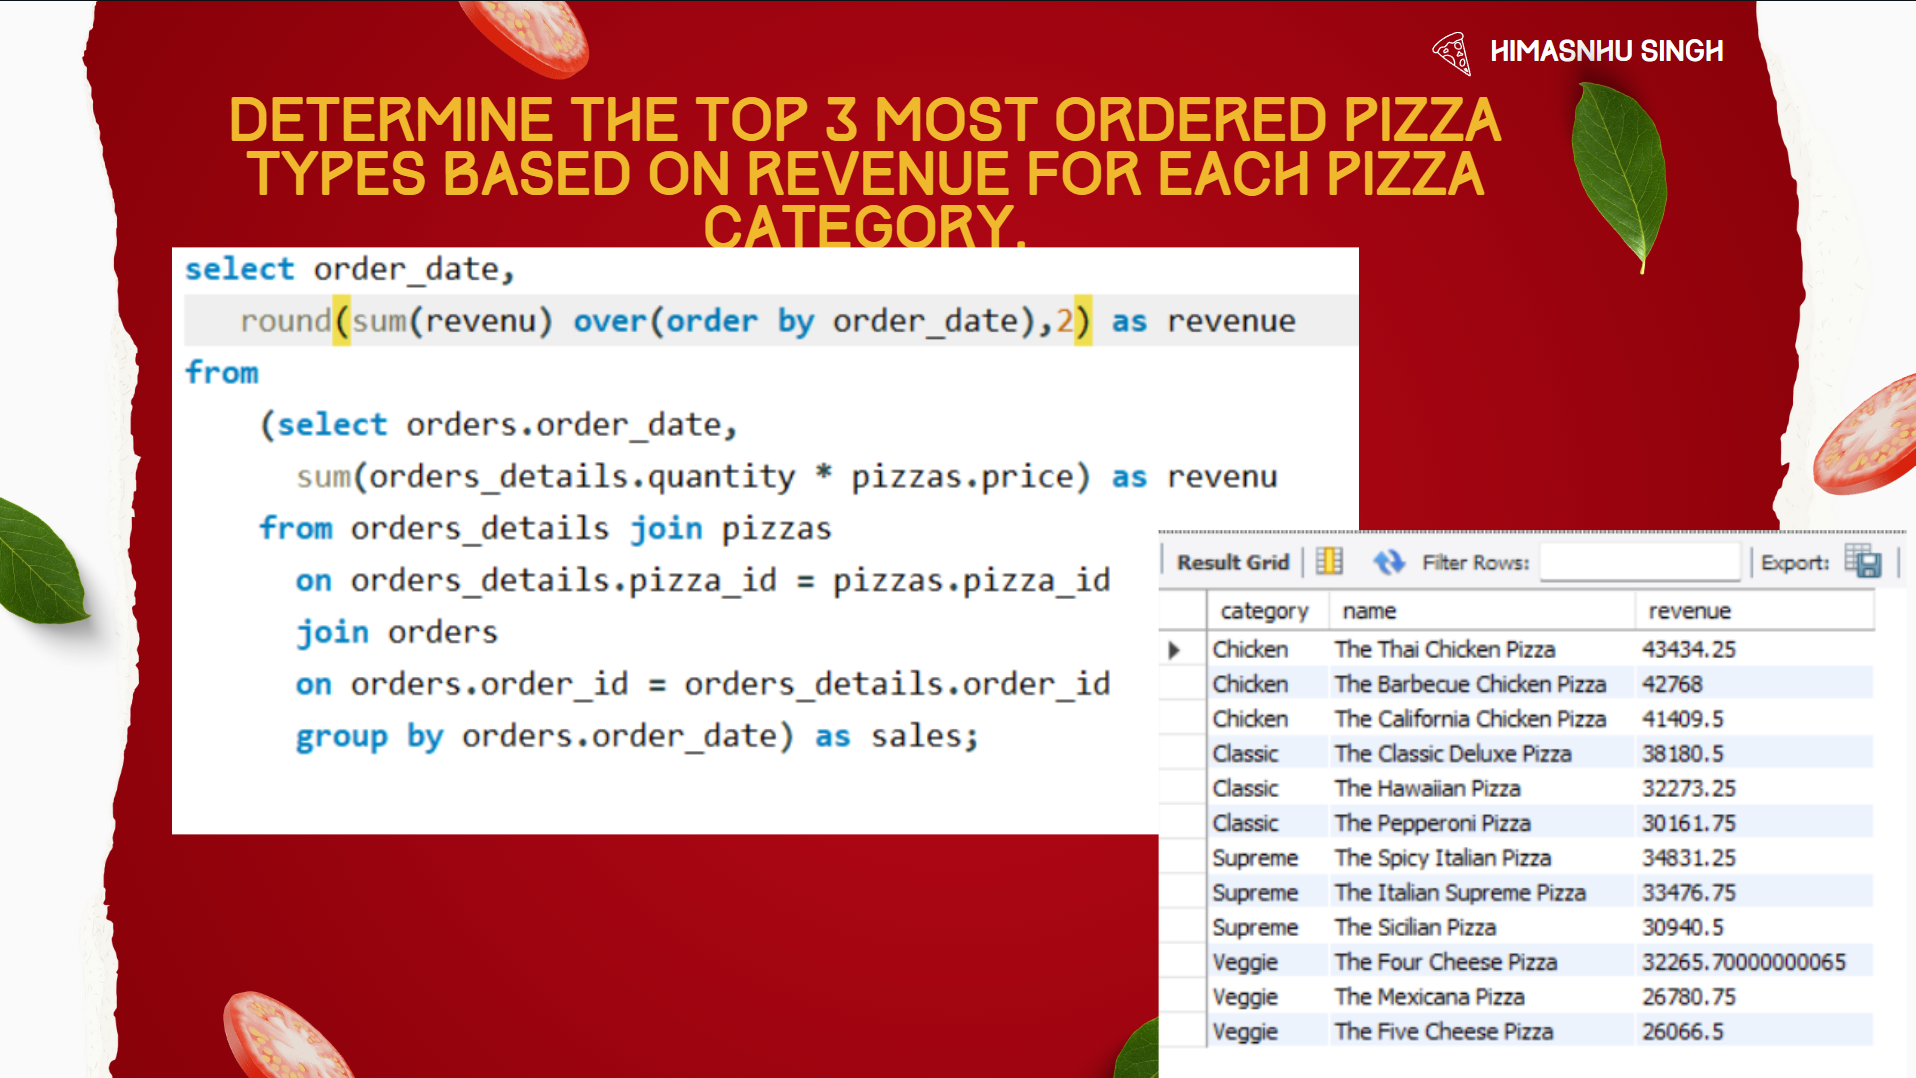 HIMASNHU SINGH
DETERMINE THE TOP 3 MOST ORDERED PIZZA
TYPES BASED ON REVENUE FOR EACH PIZZA
CATEGORY.
select order_date,
round(sum(revenu) over(order by order_date),2) as revenue
from
(select orders.order_date,
sum(orders_details.quantity * pizzas.price) as revenu
from orders_details join pizzas
on orders_details.pizza_id = pizzas.pizza_id
join orders
on orders.order_id = orders_details.order_id
group by orders.order_date) as sales;
Result Grid Filter Rows: Export:
category name revenue
Chicken The Thai Chicken Pizza 43434.25
Chicken The Barbecue Chicken Pizza 42768
Chicken The California Chicken Pizza 41409.5
Classic The Classic Deluxe Pizza 38180.5
Classic The Hawaiian Pizza 32273.25
Classic The Pepperoni Pizza 30161.75
Supreme The Spicy Italian Pizza 34831.25
Supreme The Italian Supreme Pizza 33476.75
Supreme The Sicilian Pizza 30940.5
Veggie The Four Cheese Pizza 32265.70000000065
Veggie The Mexicana Pizza 26780.75
Veggie The Five Cheese Pizza 26066.5